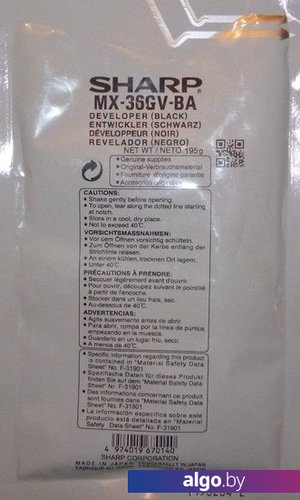 SHARP®
MX-36GV-BA
DEVELOPER (BLACK)
ENTWICKLER (SCHWARZ)
DÉVELOPPEUR (NOIR)
REVELADOR (NEGRO)
NET WT / NETO. 195g
• Genuine supplies
• Original-Verbrauchsmaterial
• Fourniture d'origine garantie
• Accesorios originales
CAUTIONS:
• Shake gently before opening.
• To open, tear along the dotted line starting
at notch.
• Store in a cool, dry place.
• Not to exceed 40°C.
VORSICHTSMASSNAHMEN:
• Vor dem Öffnen vorsichtig schütteln.
• Zum Öffnen von der Kerbe entlang der
Strichlinie reissen.
• An einem kühlen, trockenen Ort lagern.
• Unter 40°C.
PRÉCAUTIONS À PRENDRE:
• Secouer légèrement avant d'ouvrir.
• Pour ouvrir, découpez suivant le pointillé
à partir de l'encoche.
• Stocker dans un lieu frais, sec.
• Au-dessous de 40°C.
ADVERTENCIAS:
• Agite suavemente antes de abrir.
• Para abrir, rompa por la línea de puntos
empezando en la muesca.
• Guardarlo en un lugar frío, seco
• A menos de 40°C.
• Specific information regarding this product
is contained in "Material Safety Data
Sheet" No. F-31901
• Spezifische Daten für dieses Produkt
finden Sie auf dem "Material Safety Data
Sheet" Nr. F-31901
• Des informations concernant ce produit
sont fournies dans le "Material Safety
Data Sheet" N°. F-31901
• La información específica sobre este
producto está detallada en "Material
Safety Data Sheet" N°. F-31901
4 974019 670140
SHARP CORPORATION
MADE IN JAPAN
algo.by